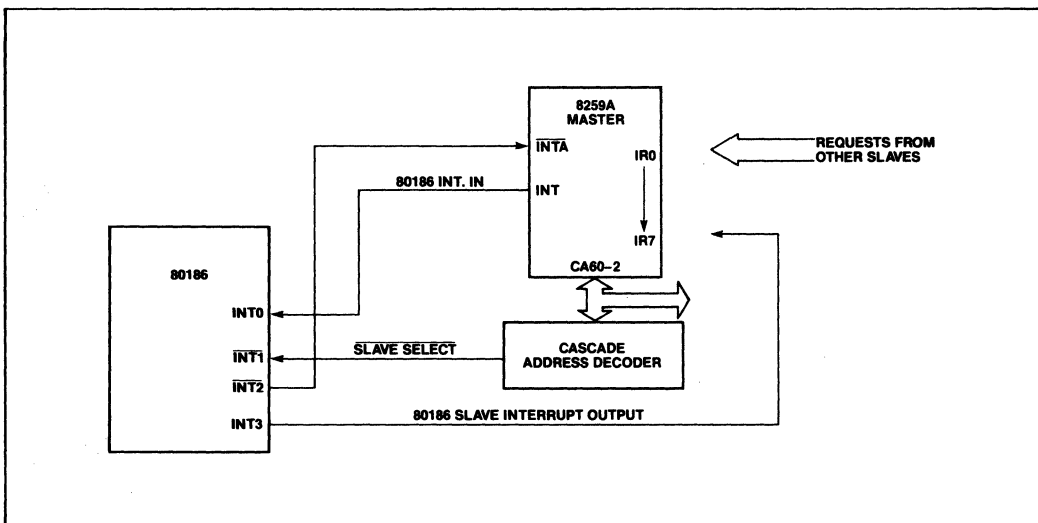 8259A
MASTER
INTA
IR0
REQUESTS FROM
OTHER SLAVES
80186 INT. IN
INT
IR7
CA60-2
80186
INT0
SLAVE SELECT
INT1
CASCADE
ADDRESS DECODER
INT2
80186 SLAVE INTERRUPT OUTPUT
INT3